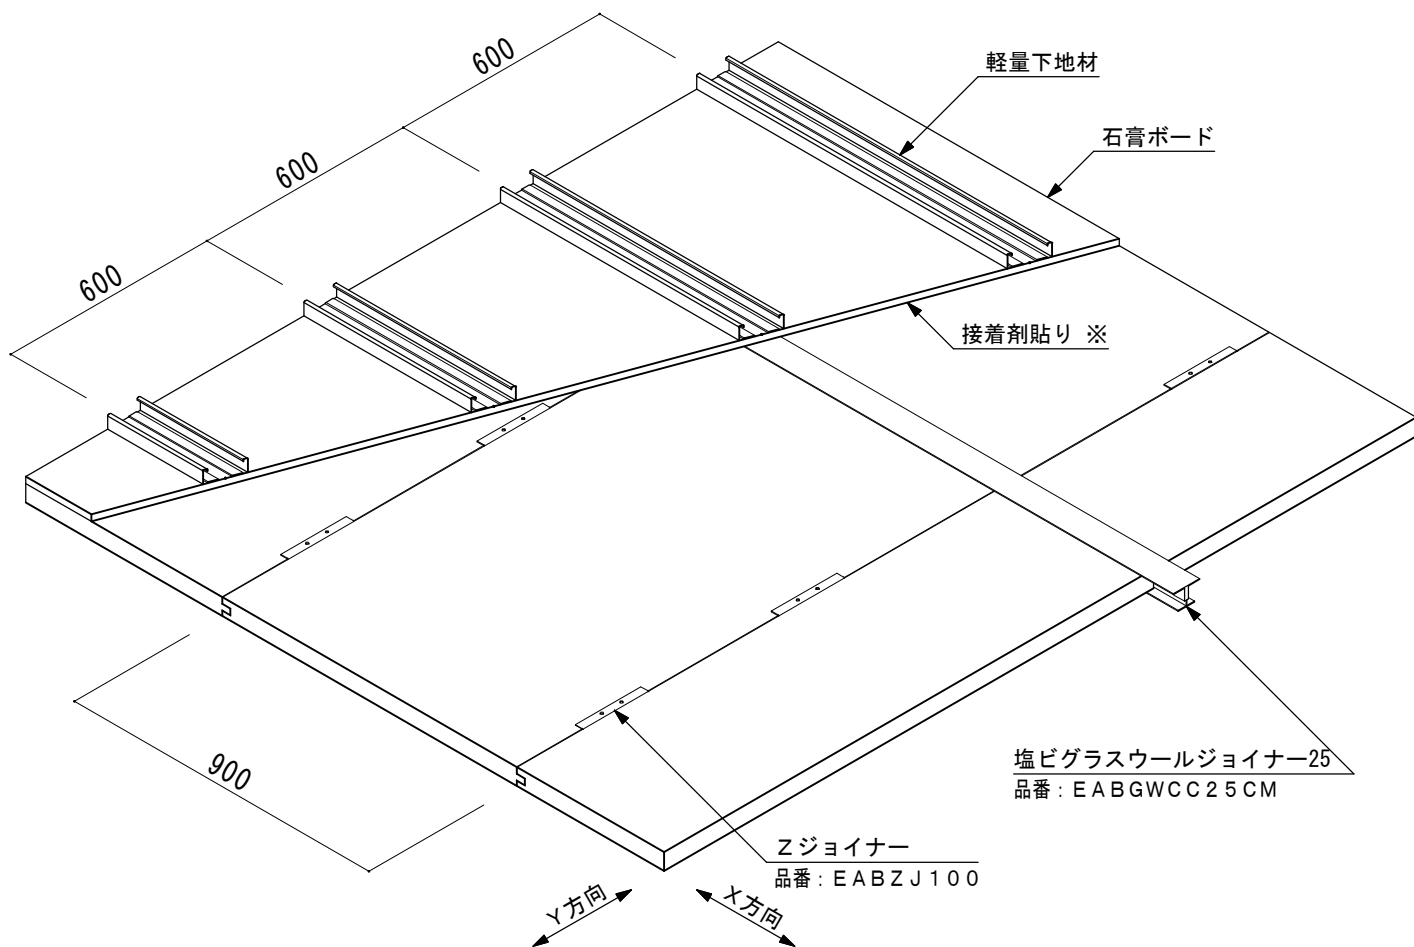 600
軽量下地材
石膏ボード
600
600
接着剤貼り ※
900
塩ビグラスウールジョイナー25
品番：ＥＡＢＧＷＣＣ２５ＣＭ
Ｚジョイナー
品番：ＥＡＢＺＪ１００
Ｙ方向
Ｘ方向